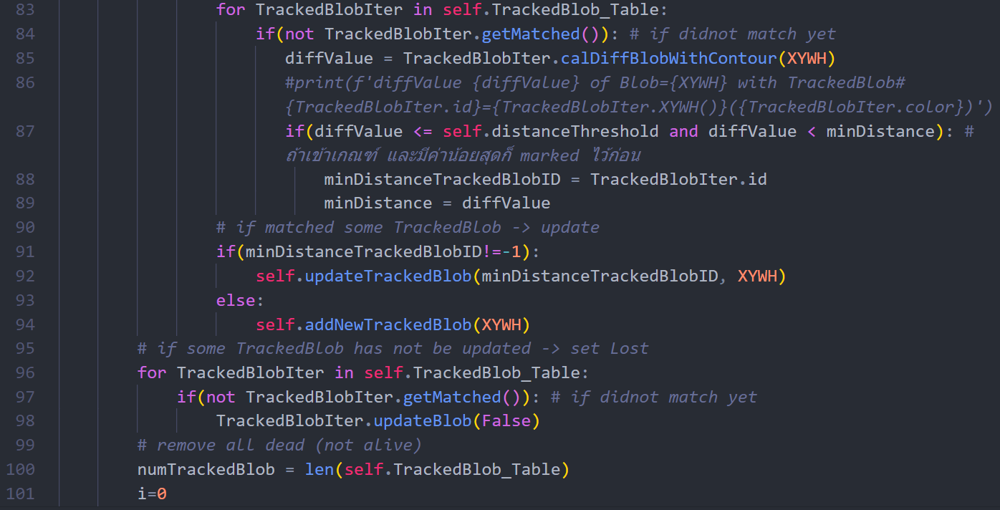 83 for TrackedBlobIter in self.TrackedBlob_Table:
84 if(not TrackedBlobIter.getMatched()): # if didnot match yet
85 diffValue = TrackedBlobIter.calDiffBlobWithContour(XYWH)
86 #print(f'diffValue {diffValue} of Blob={XYWH} with TrackedBlob#
{TrackedBlobIter.id}={TrackedBlobIter.XYWH()}({TrackedBlobIter.color})')
87 if(diffValue <= self.distanceThreshold and diffValue < minDistance): #
ถ้าเข้าเกณฑ์ และมีค่าน้อยสุดก็ marked ไว้ก่อน
88 minDistanceTrackedBlobID = TrackedBlobIter.id
89 minDistance = diffValue
90 # if matched some TrackedBlob -> update
91 if(minDistanceTrackedBlobID!=-1):
92 self.updateTrackedBlob(minDistanceTrackedBlobID, XYWH)
93 else:
94 self.addNewTrackedBlob(XYWH)
95 # if some TrackedBlob has not be updated -> set Lost
96 for TrackedBlobIter in self.TrackedBlob_Table:
97 if(not TrackedBlobIter.getMatched()): # if didnot match yet
98 TrackedBlobIter.updateBlob(False)
99 # remove all dead (not alive)
100 numTrackedBlob = len(self.TrackedBlob_Table)
101 i=0